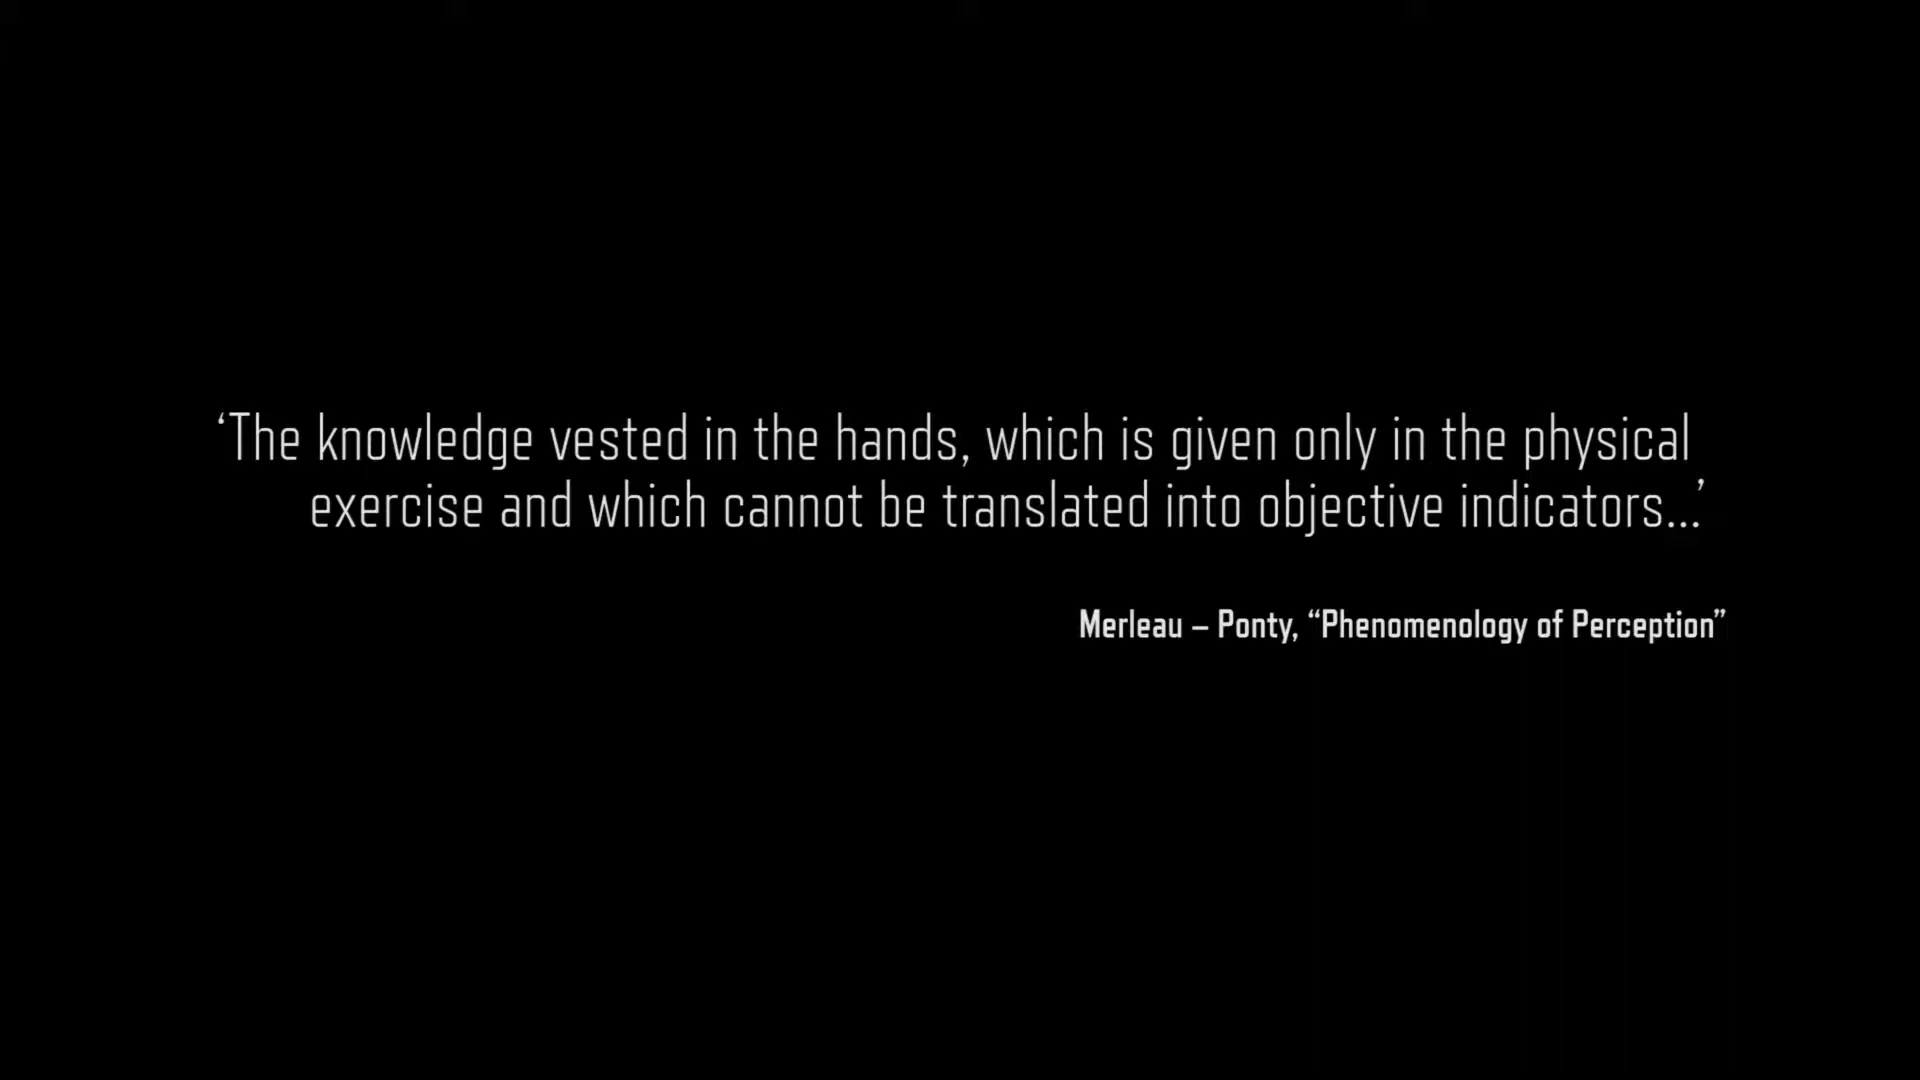 ‘The knowledge vested in the hands, which is given only in the physical
exercise and which cannot be translated into objective indicators...’
Merleau – Ponty, “Phenomenology of Perception”